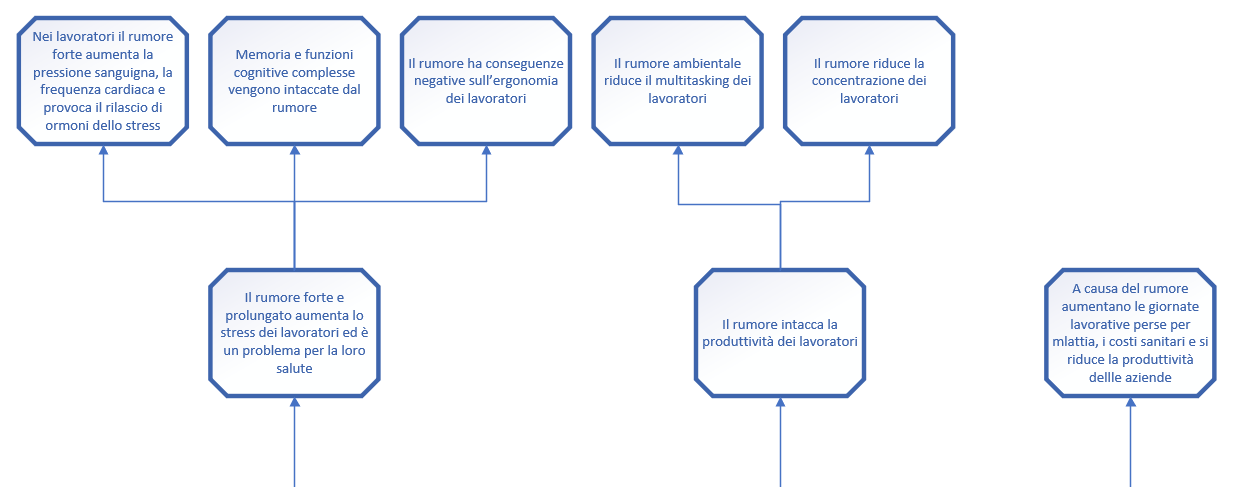 Nei lavoratori il rumore
forte aumenta la
pressione sanguigna, la
frequenza cardiaca e
provoca il rilascio di
ormoni dello stress
Memoria e funzioni
cognitive complesse
vengono intaccate dal
rumore
Il rumore ha conseguenze
negative sull’ergonomia
dei lavoratori
Il rumore ambientale
riduce il multitasking dei
lavoratori
Il rumore riduce la
concentrazione dei
lavoratori
Il rumore forte e
prolungato aumenta lo
stress dei lavoratori ed è
un problema per la loro
salute
Il rumore intacca la
produttività dei lavoratori
A causa del rumore
aumentano le giornate
lavorative perse per
mlattia, i costi sanitari e si
riduce la produttività
dellle aziende